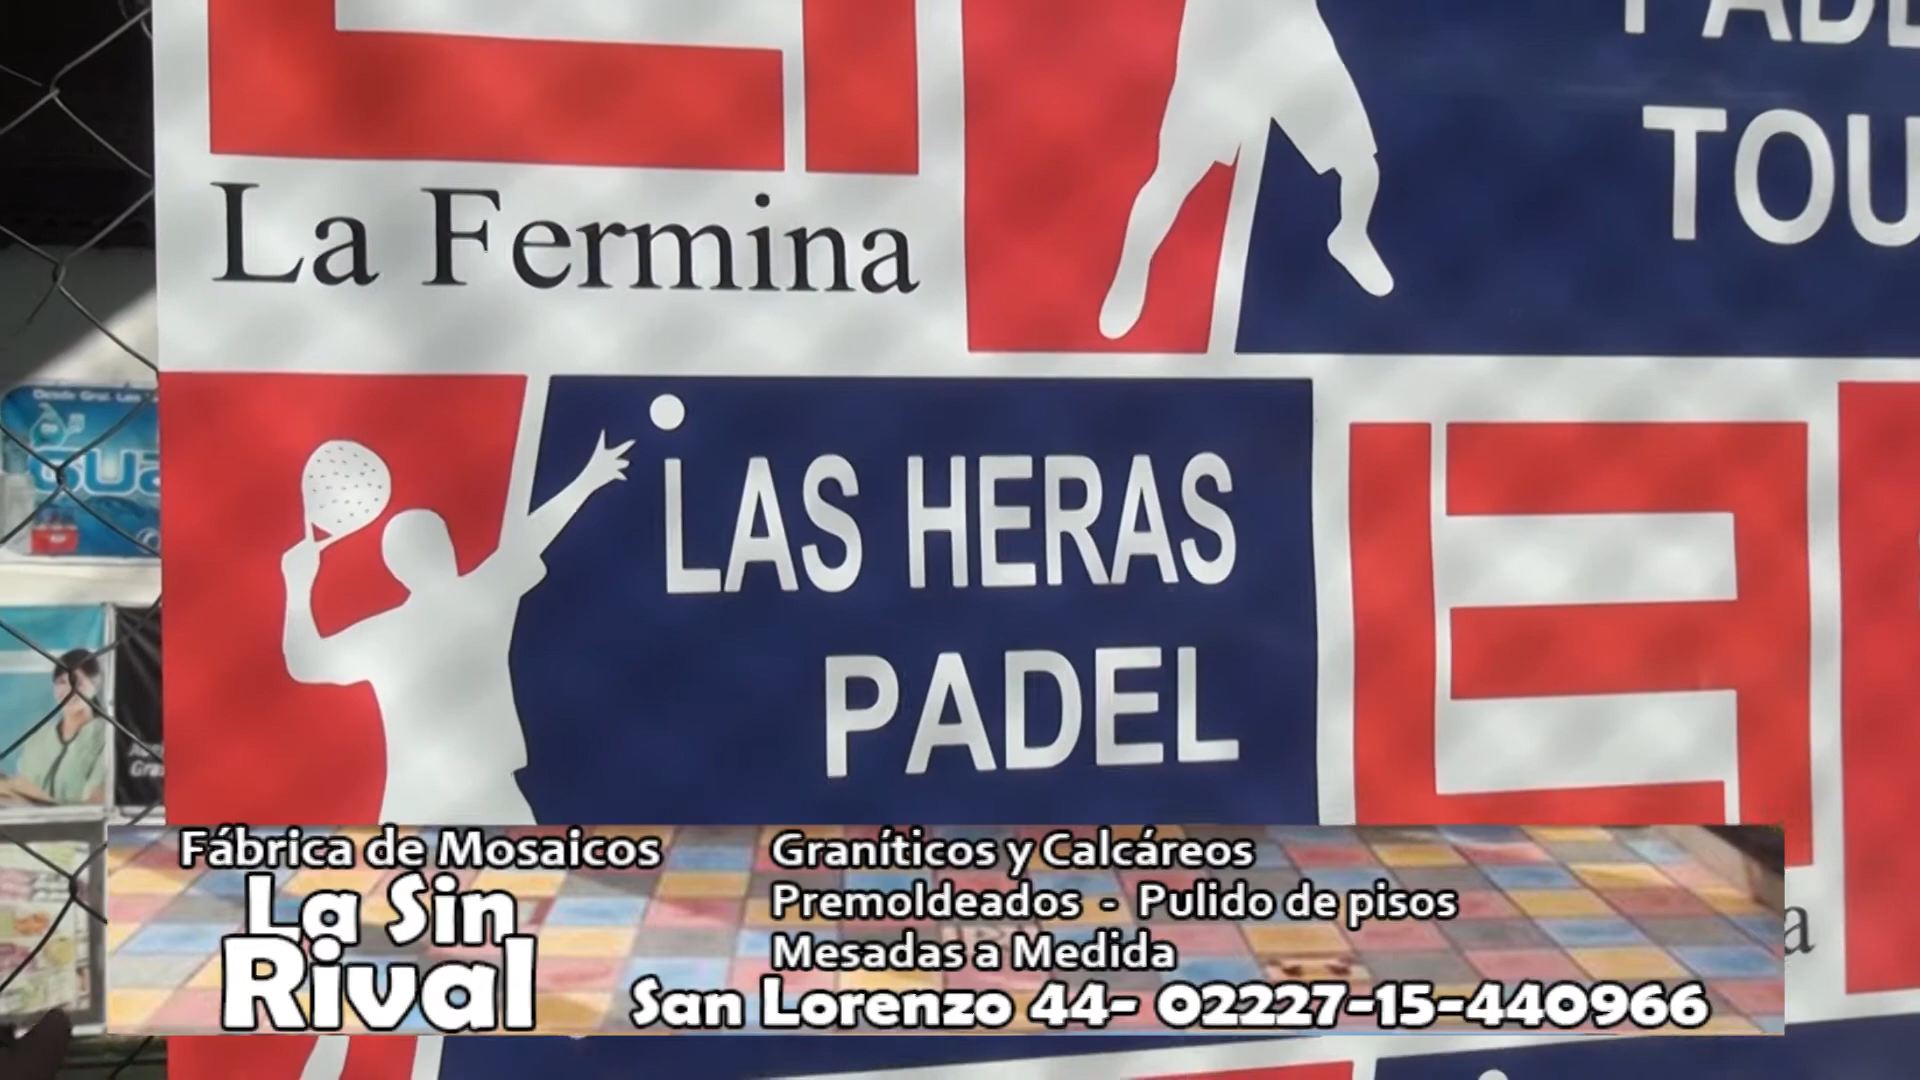 PADEL
TOU
La Fermina
LAS HERAS
PADEL
Fábrica de Mosaicos
La Sin
Rival
Graníticos y Calcáreos
Premoldeados - Pulido de pisos
Mesadas a Medida
San Lorenzo 44- 02227-15-440966
a